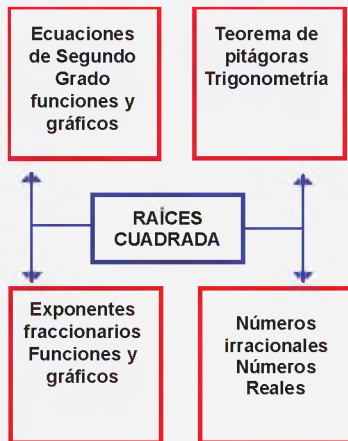 Ecuaciones
de Segundo
Grado
funciones y
gráficos
Teorema de
pitágoras
Trigonometría
RAÍCES
CUADRADA
Exponentes
fraccionarios
Funciones y
gráficos
Números
irracionales
Números
Reales